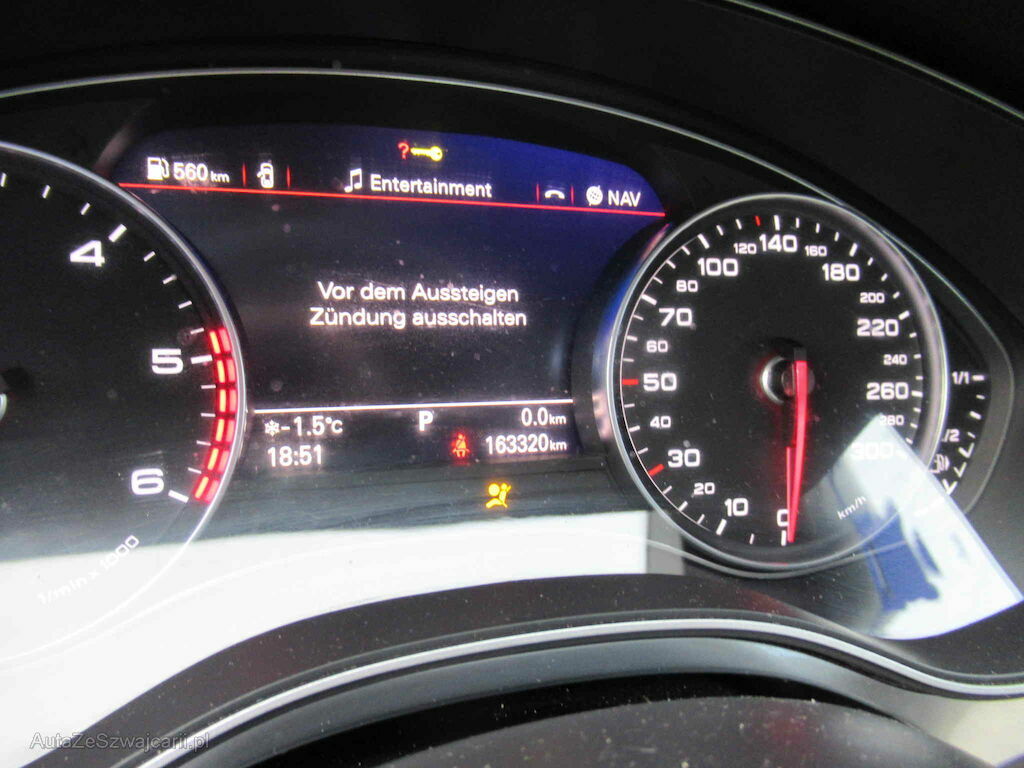 560 km
Entertainment
NAV
Vor dem Aussteigen
Zündung ausschalten
-1.5°C
P
0.0 km
18:51
163320 km
4
5
6
1/min x 1000
0
10
20
30
40
50
60
70
80
100
120
140
160
180
200
220
240
260
280
300
km/h
1/1
1/2
AutaZeSzwajcarii.pl